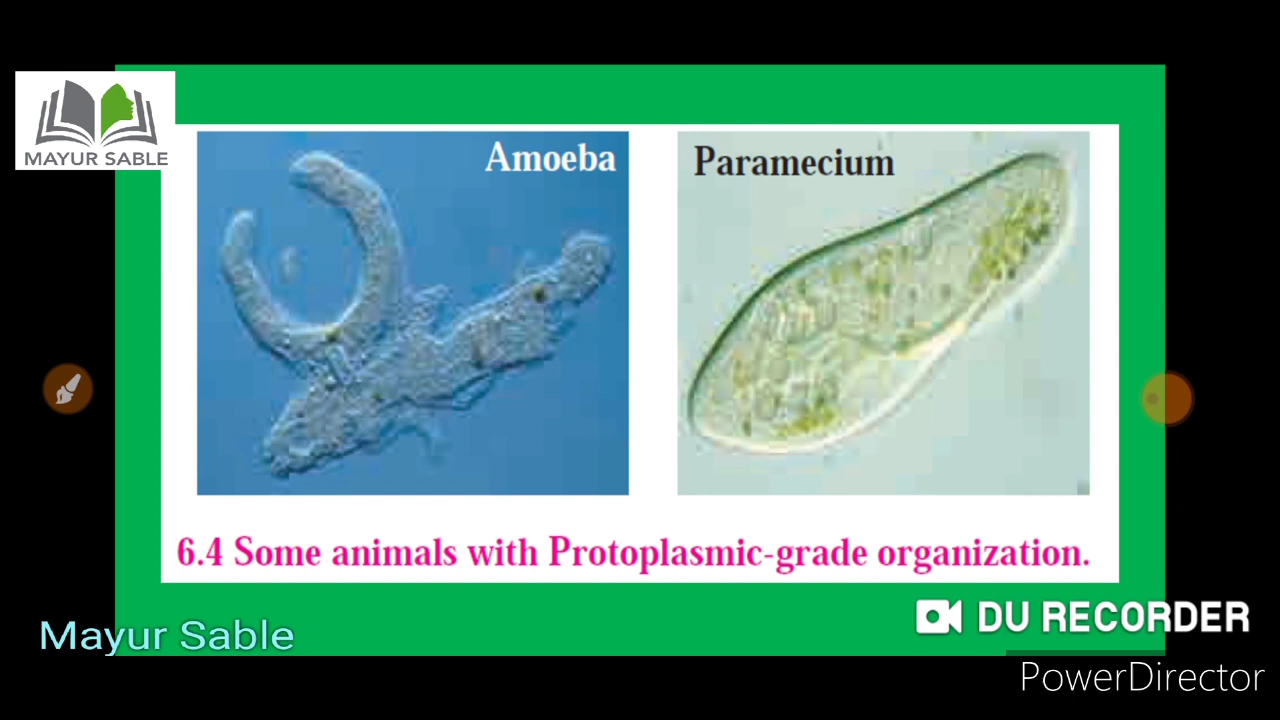 MAYUR SABLE
Amoeba
Paramecium
6.4 Some animals with Protoplasmic-grade organization.
Mayur Sable
DU RECORDER
PowerDirector